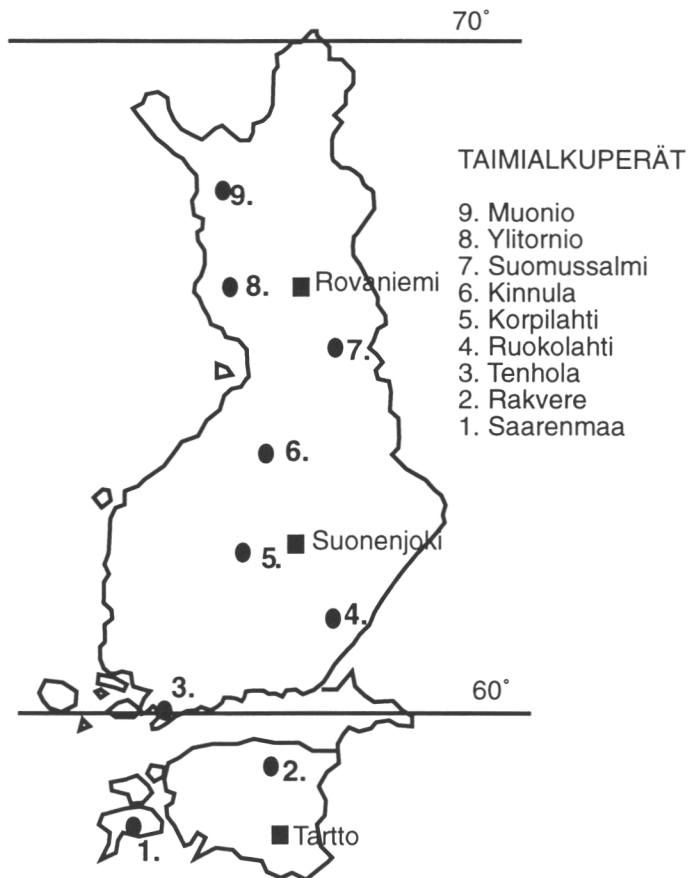 70°
TAIMIALKUPERÄT
9. Muonio
8. Ylitornio
7. Suomussalmi
6. Kinnula
5. Korpilahti
4. Ruokolahti
3. Tenhola
2. Rakvere
1. Saarenmaa
9.
8.
Rovaniemi
7.
6.
Suonenjoki
5.
4.
3.
60°
2.
Tartto
1.